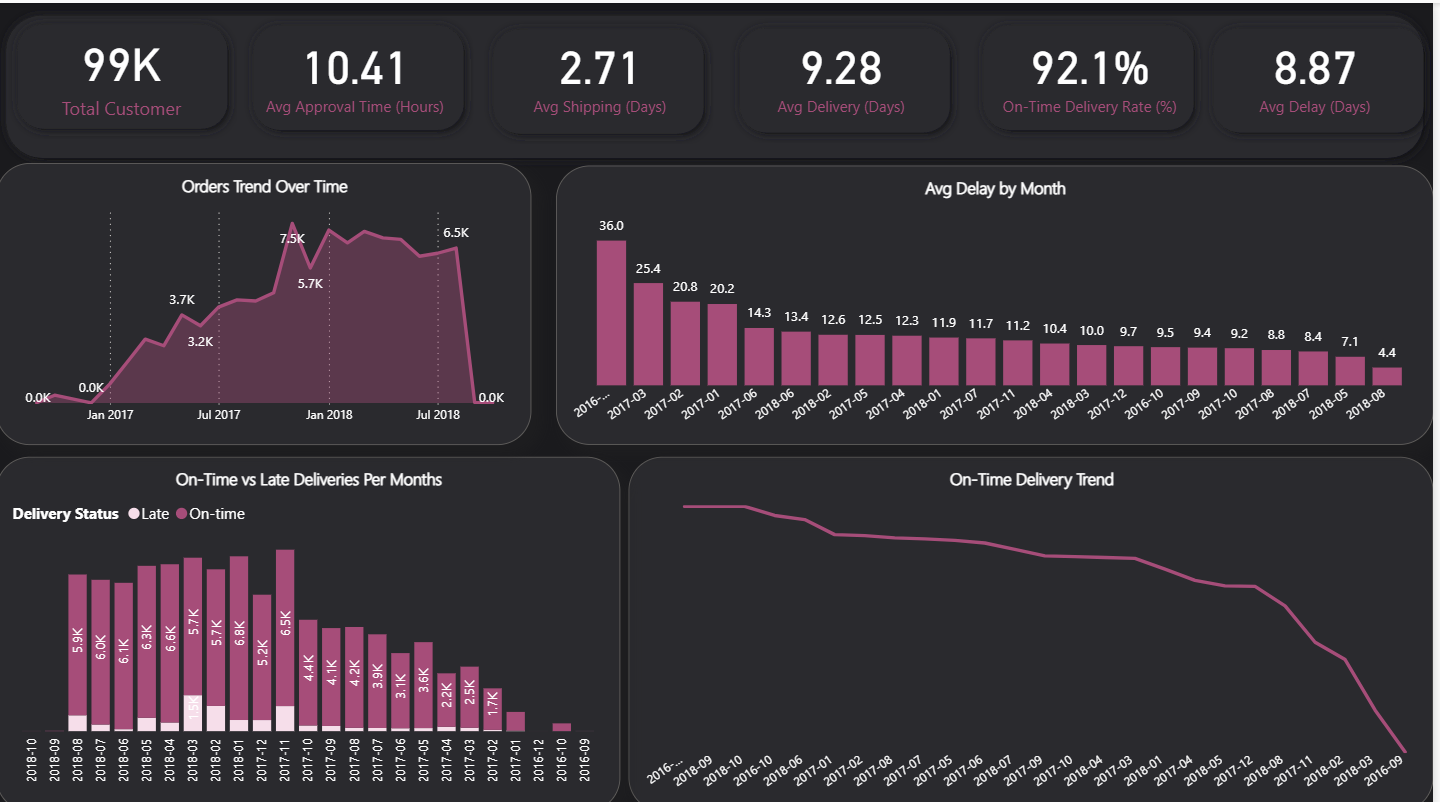 99K
Total Customer
10.41
Avg Approval Time (Hours)
2.71
Avg Shipping (Days)
9.28
Avg Delivery (Days)
92.1%
On-Time Delivery Rate (%)
8.87
Avg Delay (Days)
Orders Trend Over Time
7.5K
6.5K
5.7K
3.7K
3.2K
0.0K
0.0K
0.0K
Jan 2017 Jul 2017 Jan 2018 Jul 2018
Avg Delay by Month
36.0 25.4 20.8 20.2 14.3 13.4 12.6 12.5 12.3 11.9 11.7 11.2 10.4 10.0 9.7 9.5 9.4 9.2 8.8 8.4 7.1 4.4
2016-... 2017-03 2017-02 2017-01 2017-06 2018-06 2018-02 2017-05 2017-04 2018-01 2017-07 2017-11 2018-04 2018-03 2017-12 2016-10 2017-09 2017-10 2017-08 2018-07 2018-05 2018-08
On-Time vs Late Deliveries Per Months
Delivery Status Late On-time
5.9K 6.0K 6.1K 6.3K 6.6K 5.7K 5.7K 6.8K 5.2K 6.5K 4.4K 4.1K 4.2K 3.9K 3.1K 3.6K 2.2K 2.5K 1.7K
1.5K
2018-10 2018-09 2018-08 2018-07 2018-06 2018-05 2018-04 2018-03 2018-02 2018-01 2017-12 2017-11 2017-10 2017-09 2017-08 2017-07 2017-06 2017-05 2017-04 2017-03 2017-02 2017-01 2016-12 2016-10 2016-09
On-Time Delivery Trend
2016-... 2018-09 2018-10 2016-10 2018-06 2017-01 2017-02 2017-08 2017-07 2017-05 2017-06 2018-07 2017-09 2017-10 2018-04 2017-03 2018-01 2017-04 2018-05 2017-12 2018-08 2017-11 2018-02 2018-03 2016-09